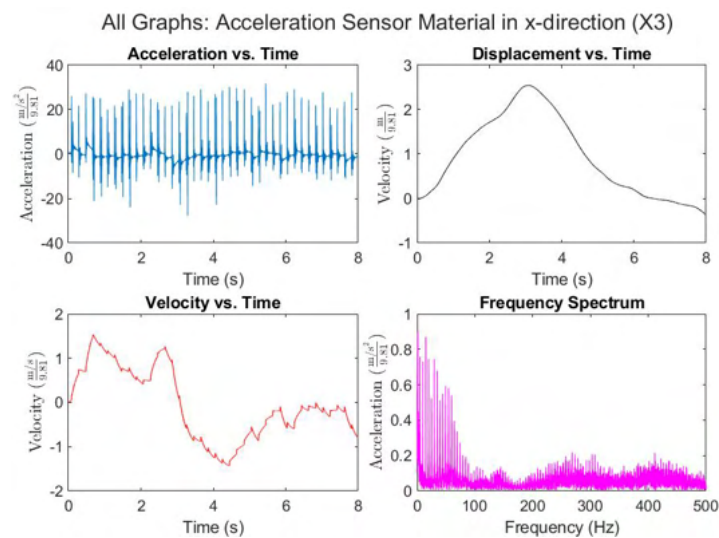 All Graphs: Acceleration Sensor Material in x-direction (X3)
Acceleration vs. Time
Acceleration (m/s² / 9.81)
40
20
0
-20
-40
0 2 4 6 8
Time (s)
Displacement vs. Time
Velocity (m / 9.81)
3
2
1
0
-1
0 2 4 6 8
Time (s)
Velocity vs. Time
Velocity (m/s / 9.81)
2
1
0
-1
-2
0 2 4 6 8
Time (s)
Frequency Spectrum
Acceleration (m/s² / 9.81)
1
0.8
0.6
0.4
0.2
0
0 100 200 300 400 500
Frequency (Hz)